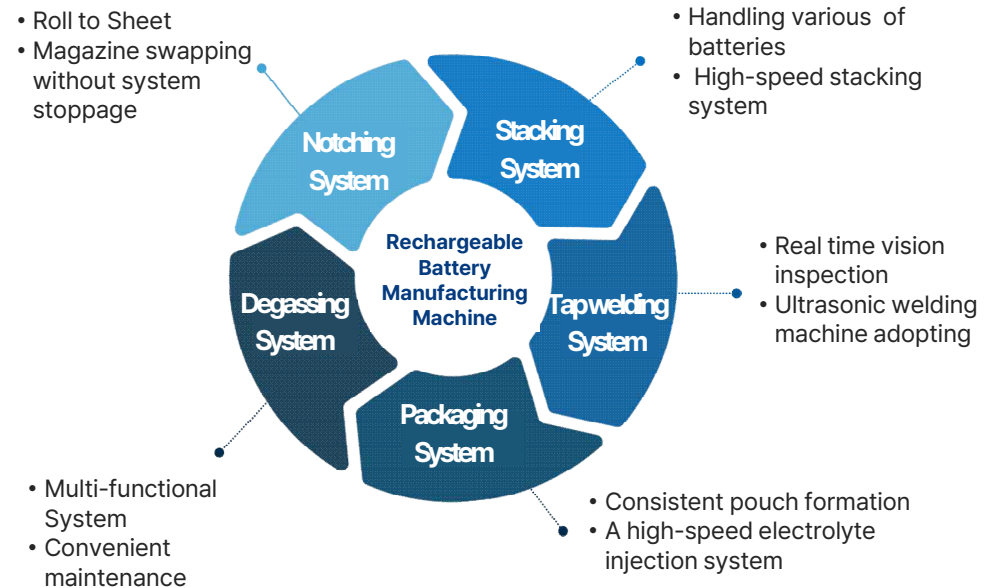 • Roll to Sheet
• Magazine swapping
without system
stoppage
• Handling various of
batteries
• High-speed stacking
system
Notching
System
Stacking
System
Rechargeable
Battery
Manufacturing
Machine
• Real time vision
inspection
• Ultrasonic welding
machine adopting
Tap welding
System
Degassing
System
Packaging
System
• Multi-functional
System
• Convenient
maintenance
• Consistent pouch formation
• A high-speed electrolyte
injection system